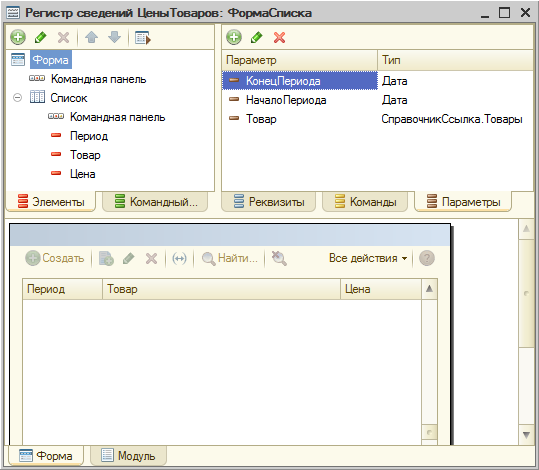 Регистр сведений ЦеныТоваров: ФормаСписка
Форма
Командная панель
Список
Командная панель
Период
Товар
Цена
Элементы
Командный...
Параметр Тип
КонецПериода Дата
НачалоПериода Дата
Товар СправочникСсылка.Товары
Реквизиты
Команды
Параметры
Создать
Найти...
Все действия
Период Товар Цена
Форма
Модуль